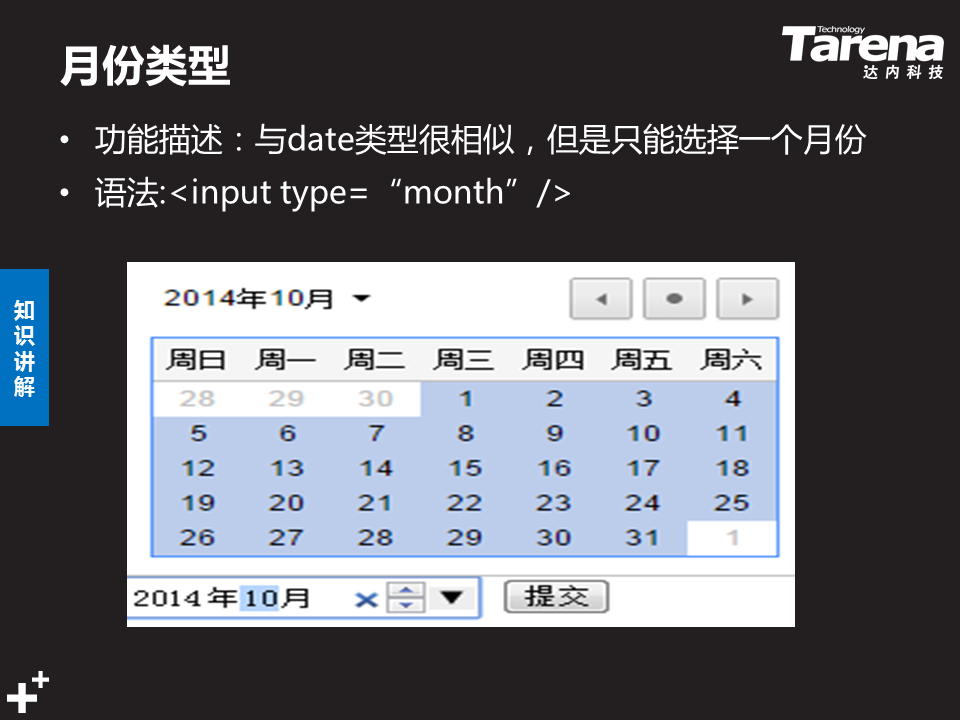 月份类型
Technology
Tarena
达内科技
• 功能描述：与date类型很相似，但是只能选择一个月份
• 语法:<input type=“month”/>
知识讲解
2014年10月
周日 周一 周二 周三 周四 周五 周六
28 29 30 1 2 3 4
5 6 7 8 9 10 11
12 13 14 15 16 17 18
19 20 21 22 23 24 25
26 27 28 29 30 31 1
2014年10月 提交